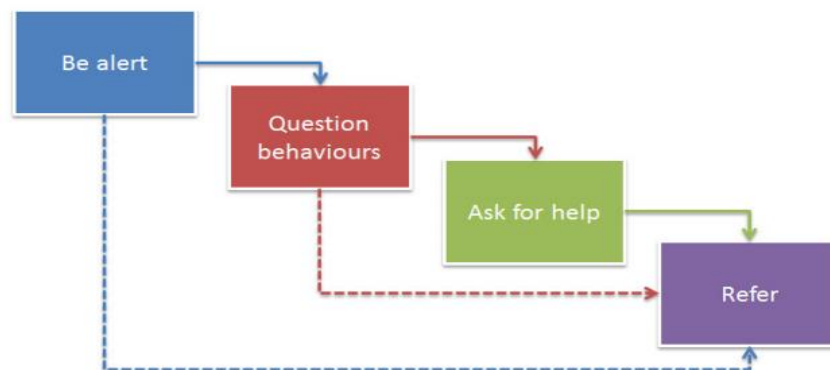 Be alert
Question
behaviours
Ask for help
Refer